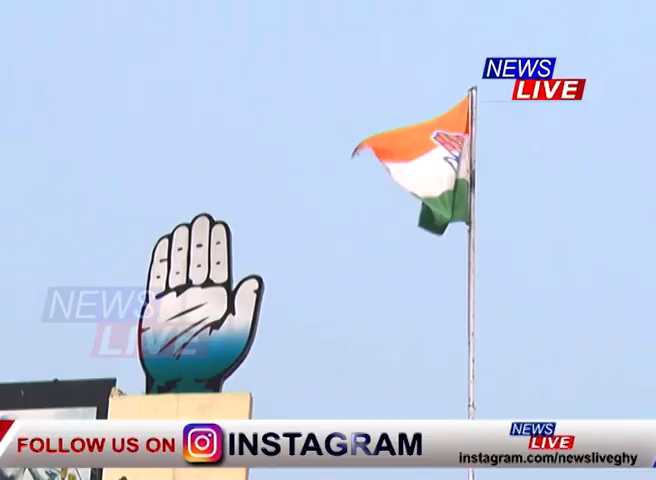 NEWS
LIVE
NEWS
LIVE
FOLLOW US ON INSTAGRAM
NEWS
LIVE
instagram.com/newsliveghy